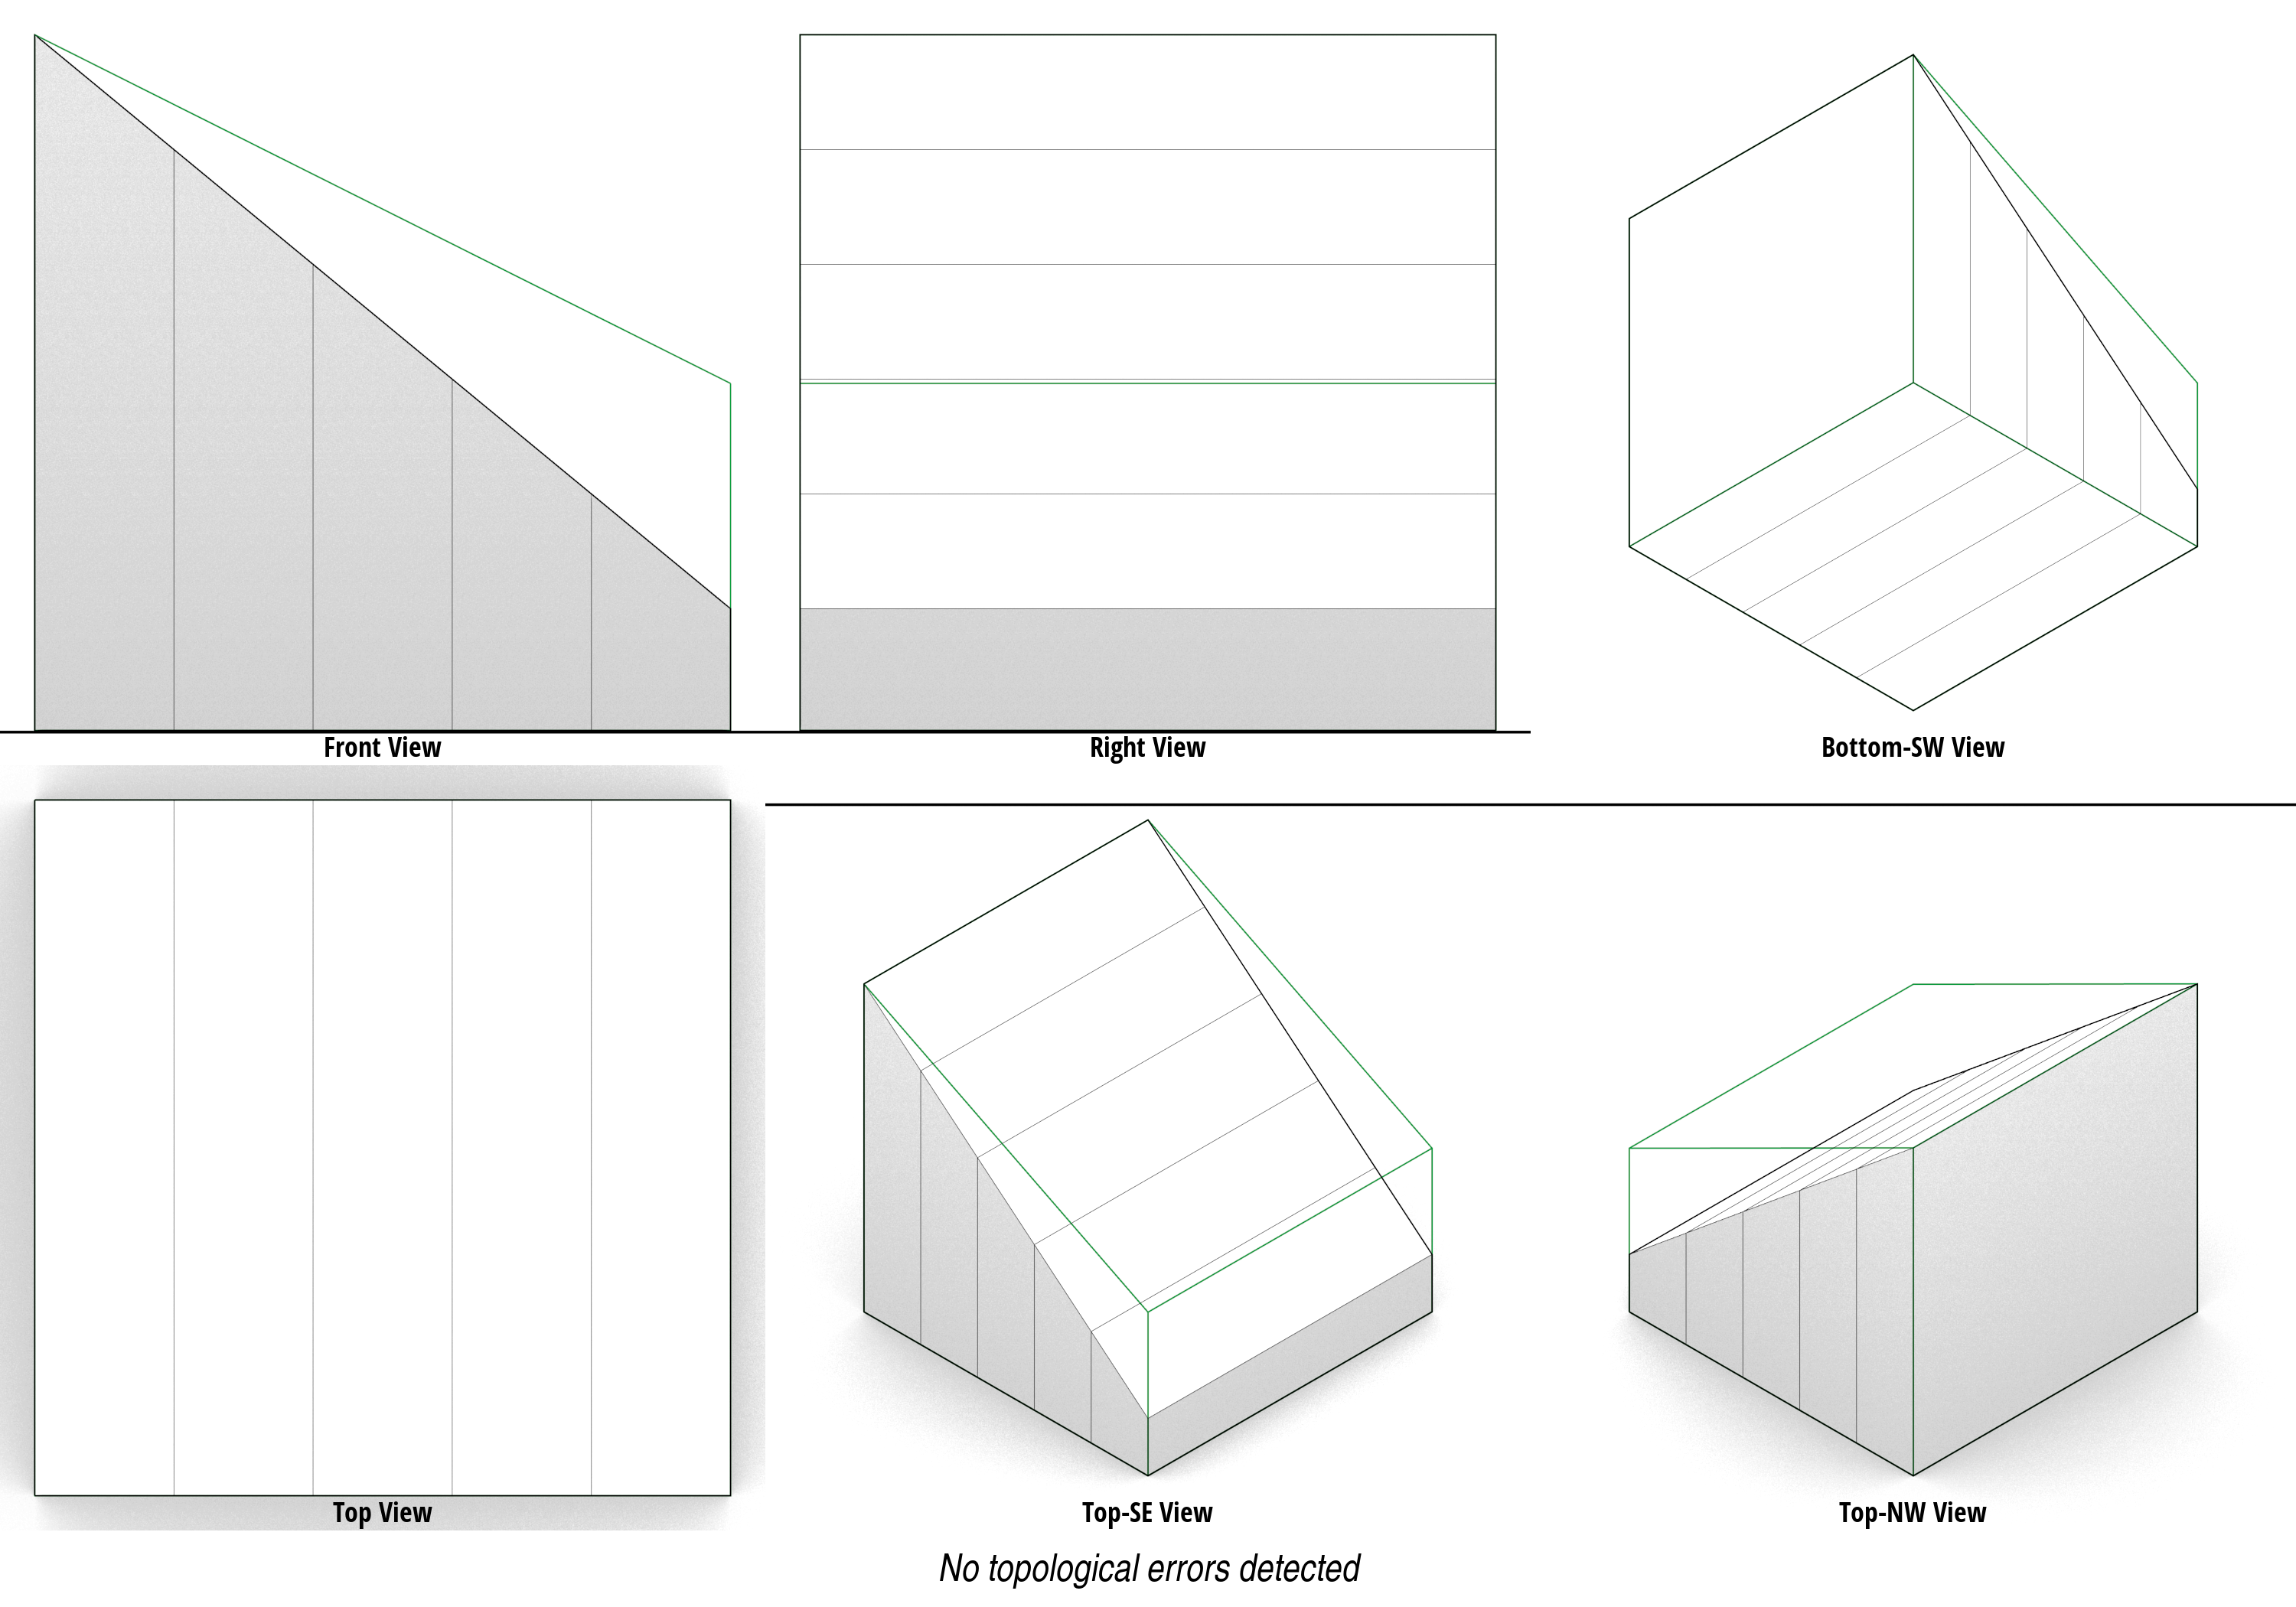 Front View
Right View
Bottom-SW View
Top View
Top-SE View
Top-NW View
No topological errors detected